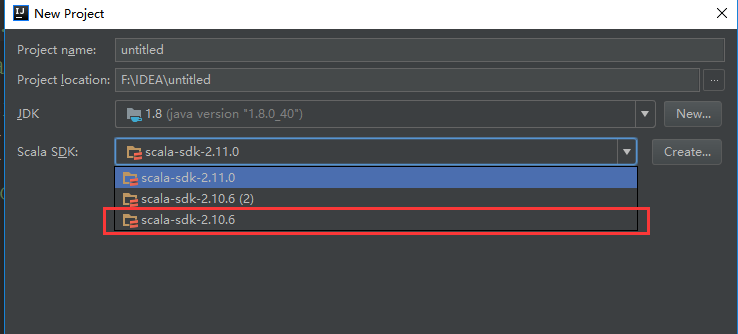 New Project
Project name: untitled
Project location: F:\IDEA\untitled ...
JDK 1.8 (java version "1.8.0_40") New...
Scala SDK: scala-sdk-2.11.0 Create...
scala-sdk-2.11.0
scala-sdk-2.10.6 (2)
scala-sdk-2.10.6